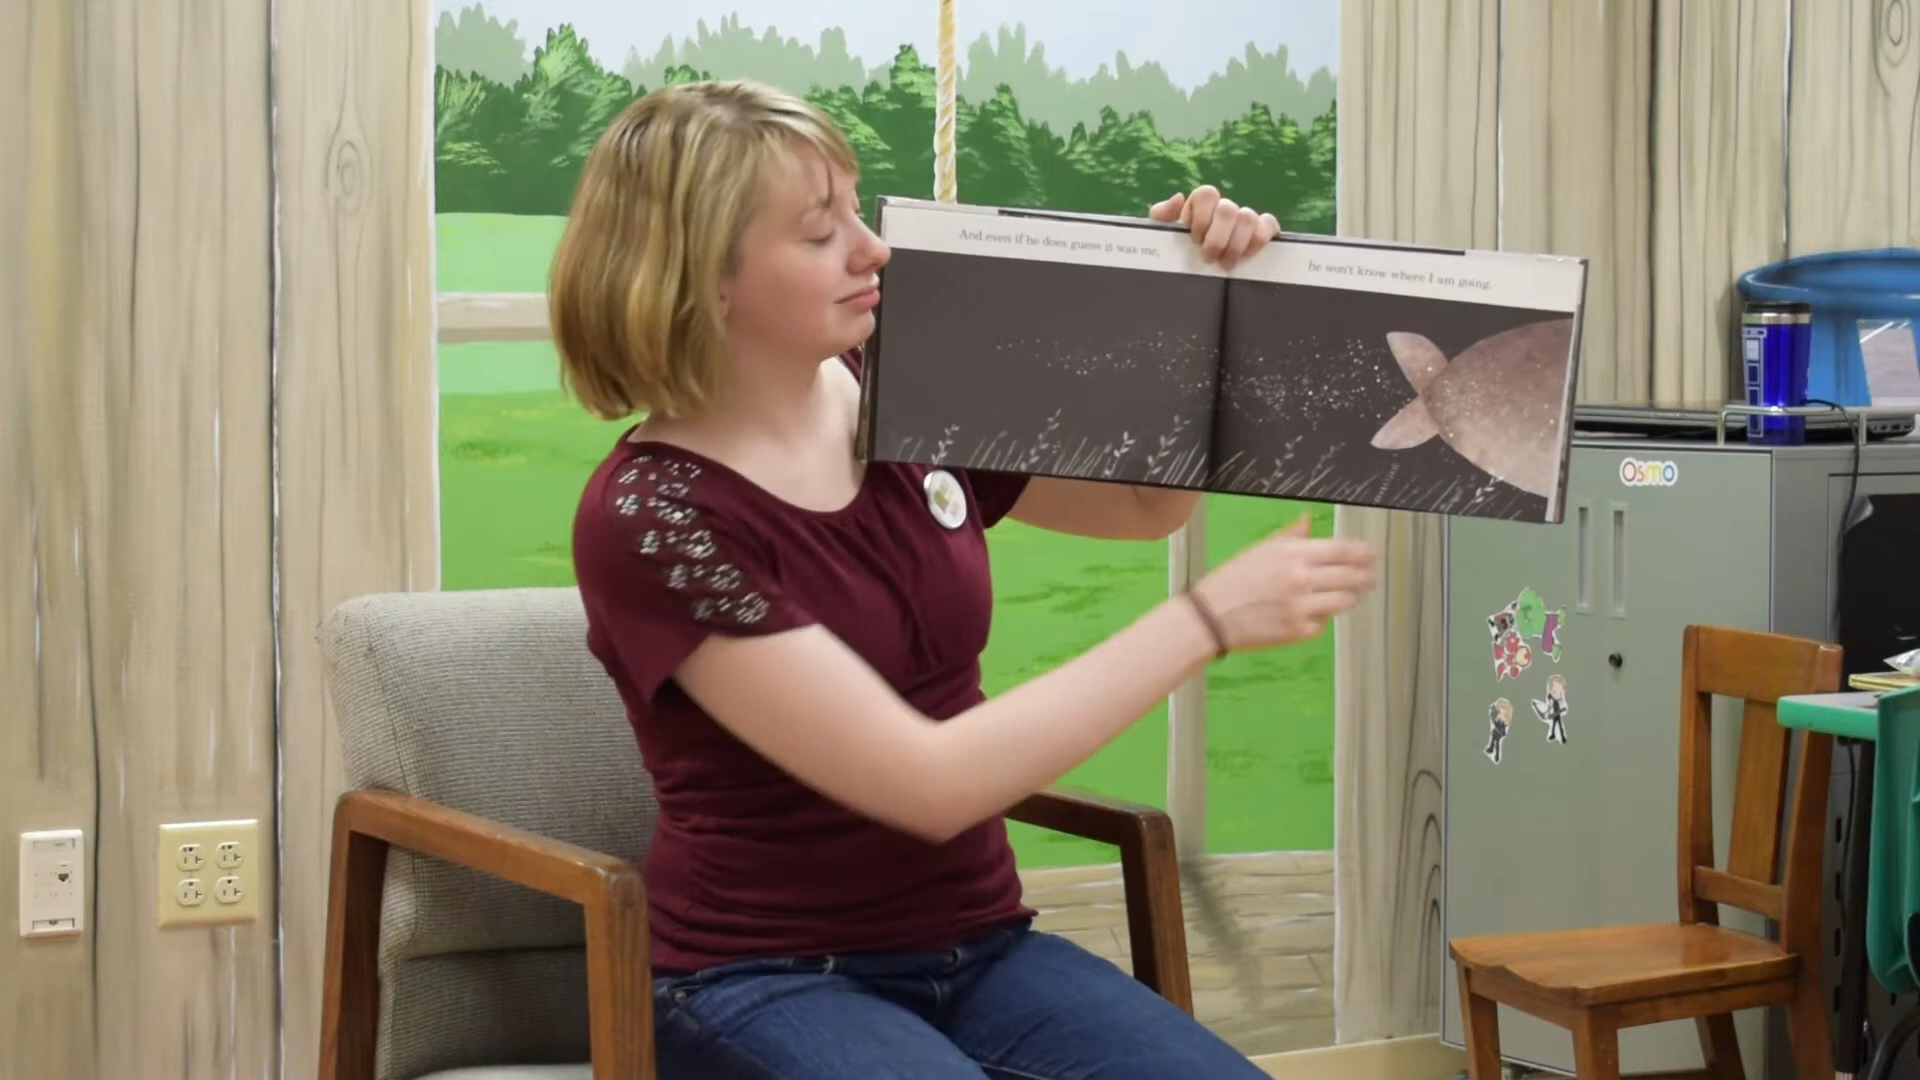 And even if he does guess it was me,
he won't know where I am going.
Osmo